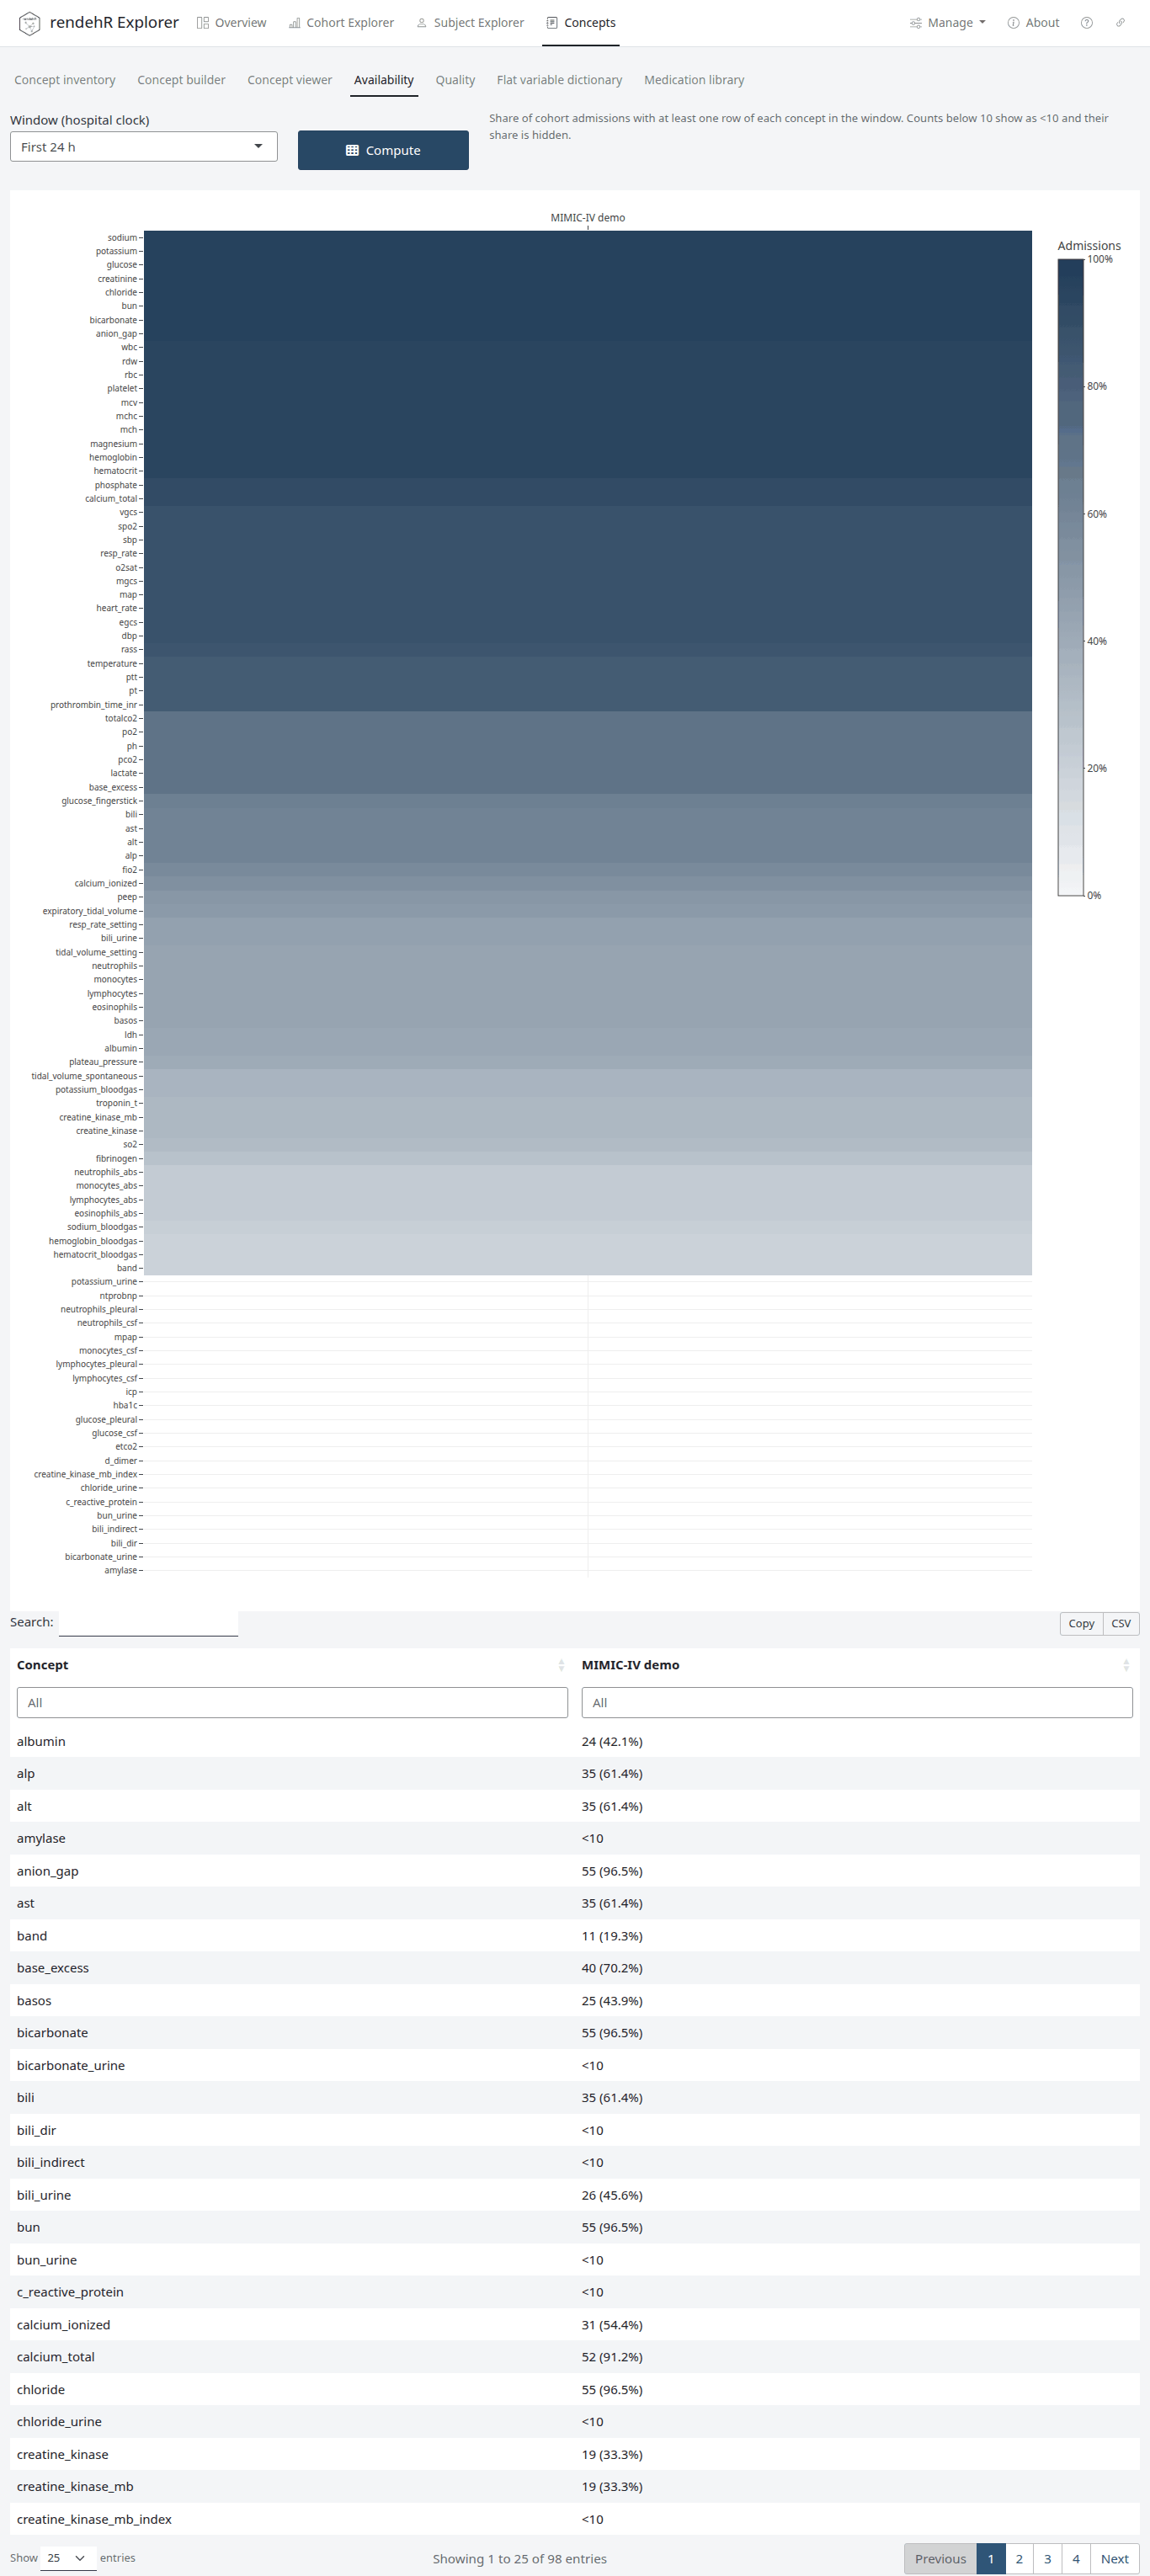 rendehR Explorer
Overview
Cohort Explorer
Subject Explorer
Concepts
Manage
About
Concept inventory
Concept builder
Concept viewer
Availability
Quality
Flat variable dictionary
Medication library
Window (hospital clock)
First 24 h
Compute
Share of cohort admissions with at least one row of each concept in the window. Counts below 10 show as <10 and their
share is hidden.
MIMIC-IV demo
sodium
potassium
glucose
creatinine
chloride
bun
bicarbonate
anion_gap
wbc
rdw
rbc
platelet
mcv
mchc
mch
magnesium
hemoglobin
hematocrit
phosphate
calcium_total
vgcs
spo2
sbp
resp_rate
o2sat
mgcs
map
heart_rate
egcs
dbp
rass
temperature
ptt
pt
prothrombin_time_inr
totalco2
po2
ph
pco2
lactate
base_excess
glucose_fingerstick
bili
ast
alt
alp
fio2
calcium_ionized
peep
expiratory_tidal_volume
resp_rate_setting
bili_urine
tidal_volume_setting
neutrophils
monocytes
lymphocytes
eosinophils
basos
ldh
albumin
plateau_pressure
tidal_volume_spontaneous
potassium_bloodgas
troponin_t
creatine_kinase_mb
creatine_kinase
so2
fibrinogen
neutrophils_abs
monocytes_abs
lymphocytes_abs
eosinophils_abs
sodium_bloodgas
hemoglobin_bloodgas
hematocrit_bloodgas
band
potassium_urine
ntprobnp
neutrophils_pleural
neutrophils_csf
mpap
monocytes_csf
lymphocytes_pleural
lymphocytes_csf
icp
hba1c
glucose_pleural
glucose_csf
etco2
d_dimer
creatine_kinase_mb_index
chloride_urine
c_reactive_protein
bun_urine
bili_indirect
bili_dir
bicarbonate_urine
amylase
Admissions
100%
80%
60%
40%
20%
0%
Search:
Copy
CSV
Concept MIMIC-IV demo
All All
albumin 24 (42.1%)
alp 35 (61.4%)
alt 35 (61.4%)
amylase <10
anion_gap 55 (96.5%)
ast 35 (61.4%)
band 11 (19.3%)
base_excess 40 (70.2%)
basos 25 (43.9%)
bicarbonate 55 (96.5%)
bicarbonate_urine <10
bili 35 (61.4%)
bili_dir <10
bili_indirect <10
bili_urine 26 (45.6%)
bun 55 (96.5%)
bun_urine <10
c_reactive_protein <10
calcium_ionized 31 (54.4%)
calcium_total 52 (91.2%)
chloride 55 (96.5%)
chloride_urine <10
creatine_kinase 19 (33.3%)
creatine_kinase_mb 19 (33.3%)
creatine_kinase_mb_index <10
Show 25 entries
Showing 1 to 25 of 98 entries
Previous 1 2 3 4 Next